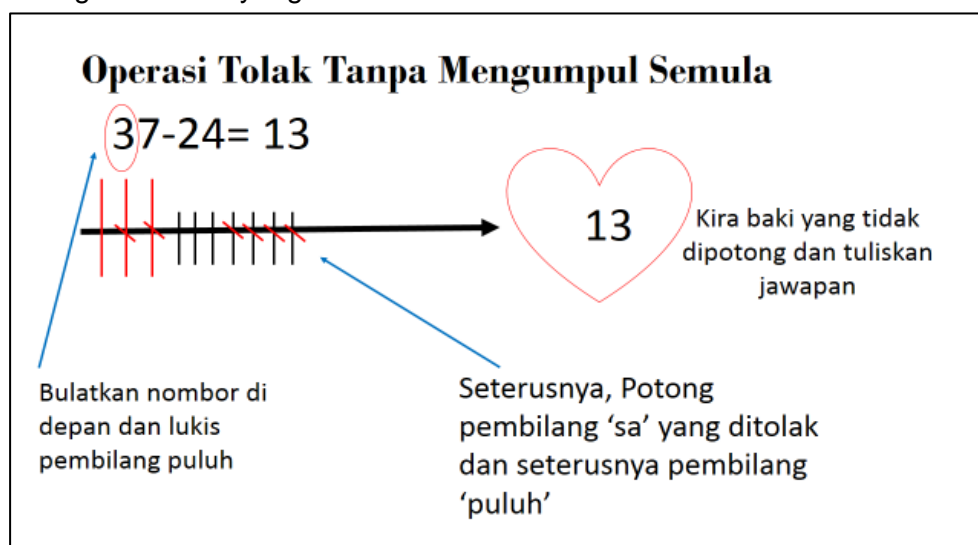 Operasi Tolak Tanpa Mengumpul Semula
37-24= 13
13
Kira baki yang tidak
dipotong dan tuliskan
jawapan
Bulatkan nombor di
depan dan lukis
pembilang puluh
Seterusnya, Potong
pembilang ‘sa’ yang ditolak
dan seterusnya pembilang
‘puluh’